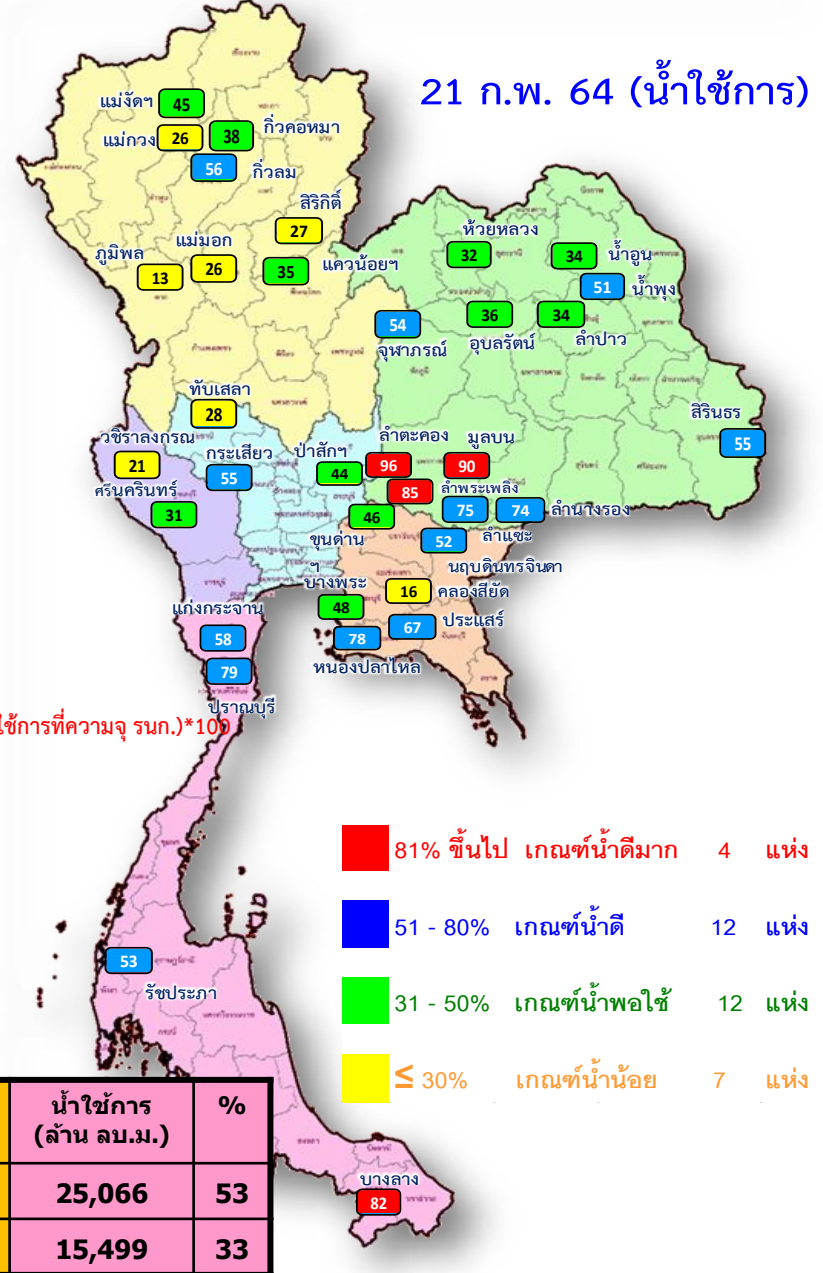 21 ก.พ. 64 (น้ำใช้การ)
แม่งัดฯ
45
แม่กวง
26
38
กิ่วคอหมา
56
กิ่วลม
สิริกิติ์
27
ภูมิพล
13
แม่มอก
26
35
แควน้อยฯ
ห้วยหลวง
32
34
น้ำอูน
51
น้ำพุง
36
อุบลรัตน์
34
ลำปาว
54
จุฬาภรณ์
สิรินธร
55
ทับเสลา
28
วชิราลงกรณ
21
กระเสียว
55
ศรีนครินทร์
31
ป่าสักฯ
44
ลำตะคอง
96
มูลบน
90
85
ลำพระเพลิง
75
ลำแชะ
74
ลำนางรอง
46
ขุนด่าน
ฯ
52
นฤบดินทรจินดา
บางพระ
48
16
คลองสียัด
67
ประแสร์
78
หนองปลาไหล
แก่งกระจาน
58
79
ปราณบุรี
ใช้การที่ความจุ รนก.)*100
81% ขึ้นไป เกณฑ์น้ำดีมาก 4 แห่ง
51 - 80% เกณฑ์น้ำดี 12 แห่ง
31 - 50% เกณฑ์น้ำพอใช้ 12 แห่ง
≤ 30% เกณฑ์น้ำน้อย 7 แห่ง
53
รัชประภา
บางลาง
82
น้ำใช้การ
(ล้าน ลบ.ม.)
%
25,066 53
15,499 33